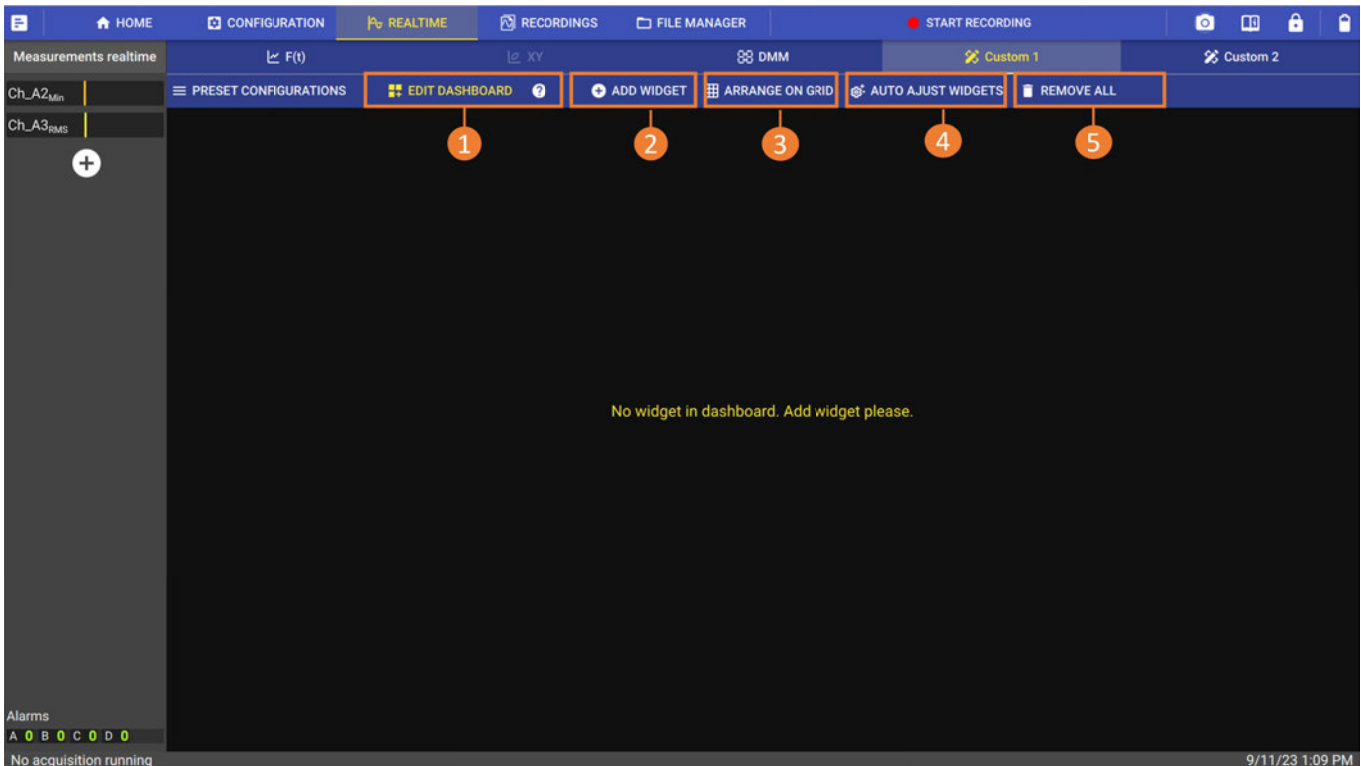 HOME CONFIGURATION REALTIME RECORDINGS FILE MANAGER START RECORDING
Measurements realtime F(t) XY DMM Custom 1 Custom 2
Ch_A2Min PRESET CONFIGURATIONS EDIT DASHBOARD ? ADD WIDGET ARRANGE ON GRID AUTO AJUST WIDGETS REMOVE ALL
Ch_A3RMS
1 2 3 4 5
No widget in dashboard. Add widget please.
Alarms
A 0 B 0 C 0 D 0
No acquisition running 9/11/23 1:09 PM